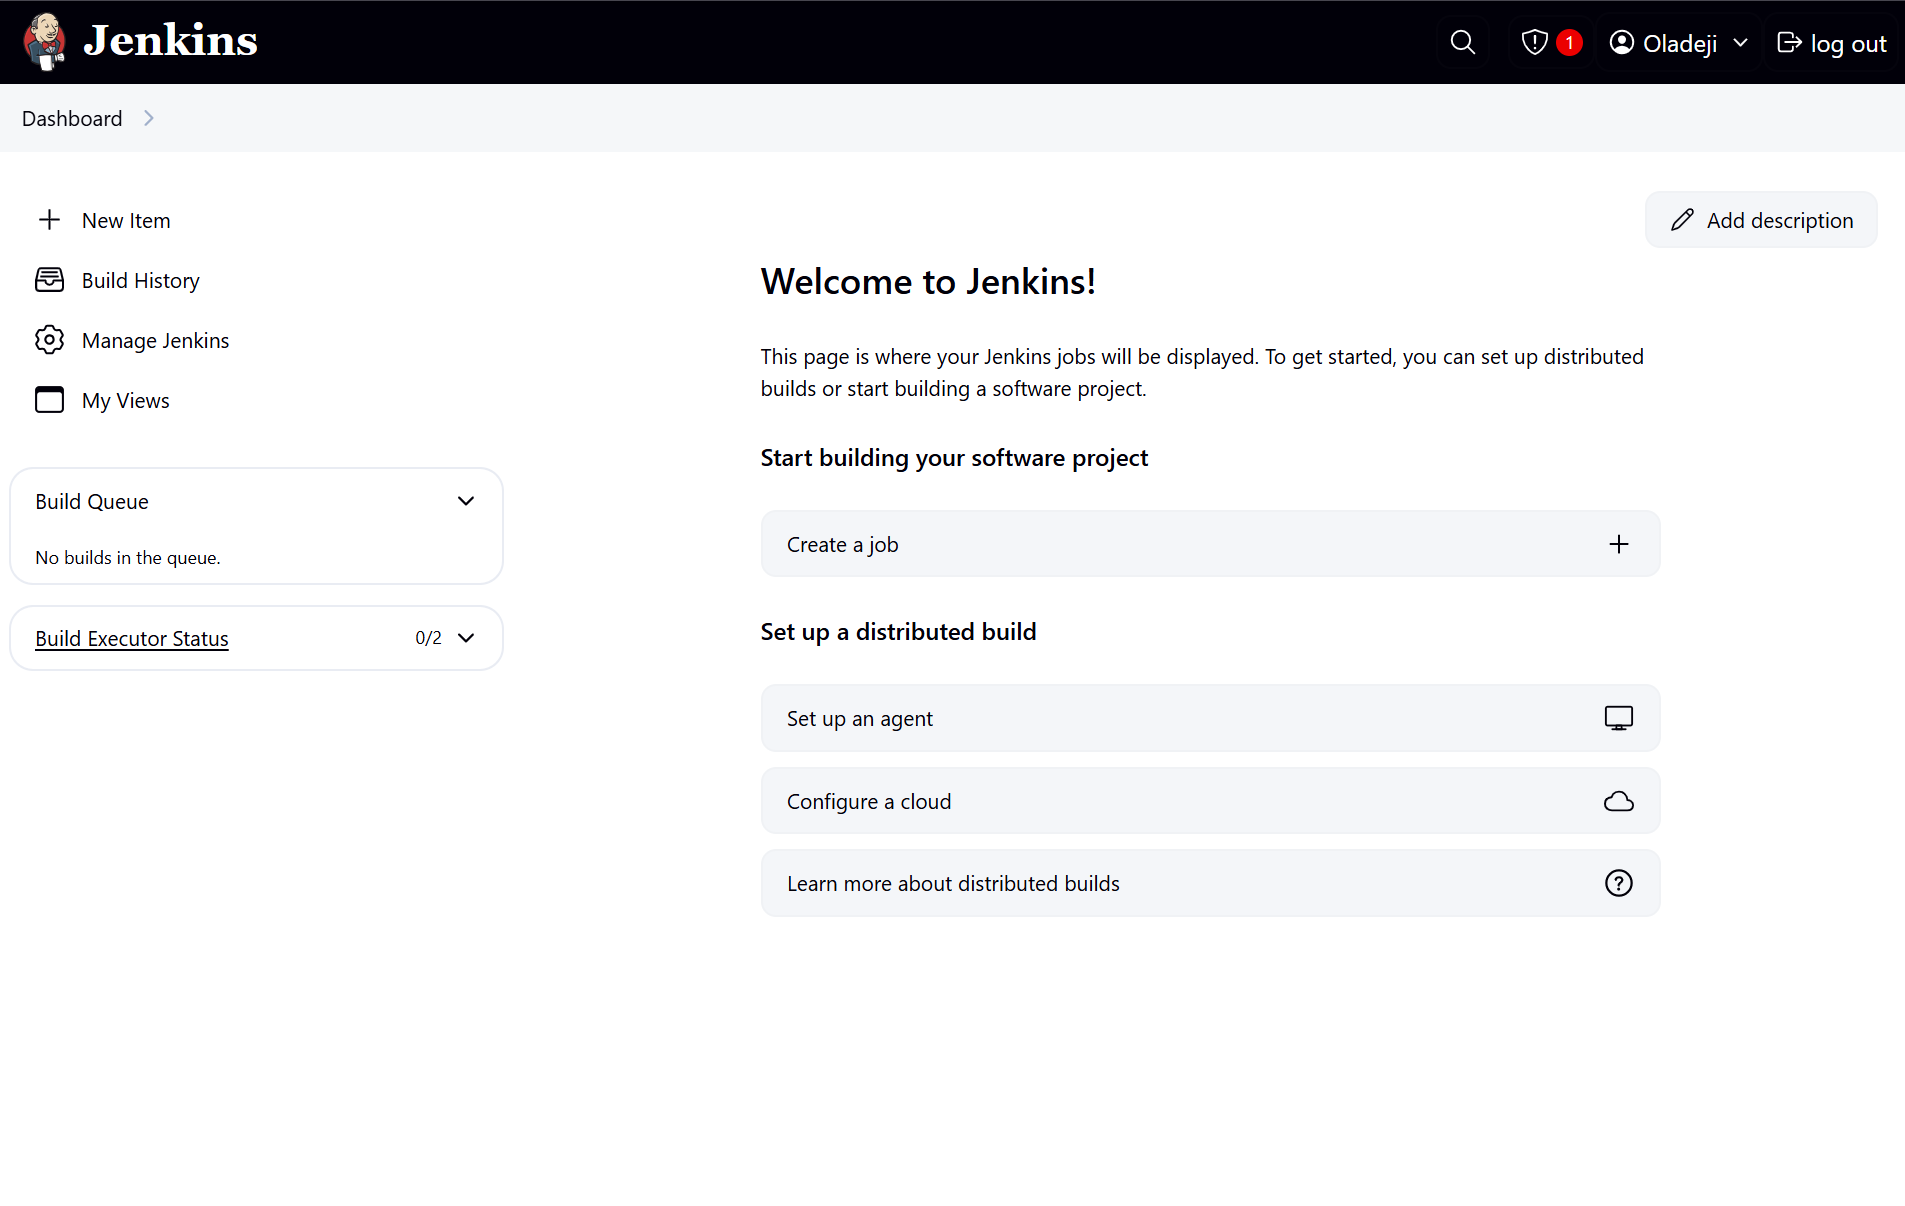 Jenkins
1
Oladeji
log out
Dashboard
New Item
Build History
Manage Jenkins
My Views
Build Queue
No builds in the queue.
Build Executor Status
0/2
Add description
Welcome to Jenkins!
This page is where your Jenkins jobs will be displayed. To get started, you can set up distributed
builds or start building a software project.
Start building your software project
Create a job
Set up a distributed build
Set up an agent
Configure a cloud
Learn more about distributed builds